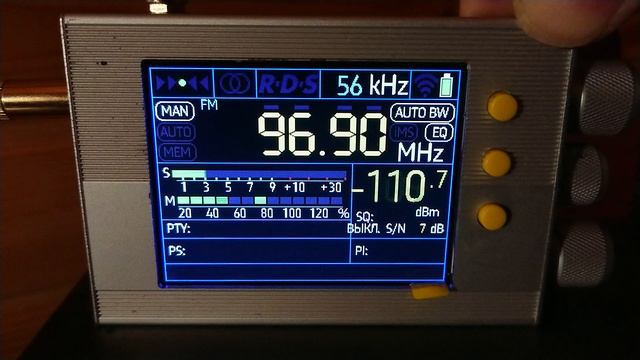 R·D·S 56 kHz
MAN FM AUTO BW
AUTO 96.90 iMS EQ
MEM MHz
S
1 3 5 7 9 +10 +30 -110.7
M dBm
20 40 60 80 100 120 % SQ:
PTY: ВЫКЛ. S/N 7 dB
PS: PI: